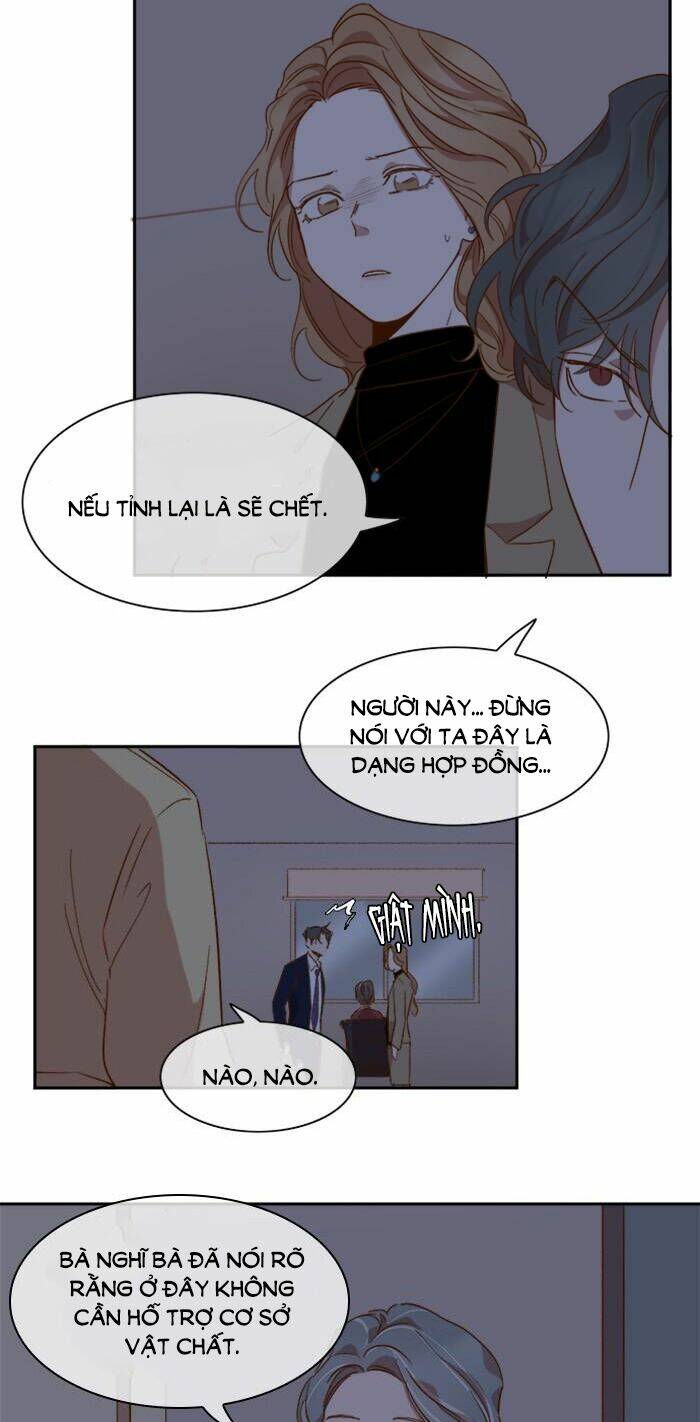 NẾU TỈNH LẠI LÀ SẼ CHẾT.
NGƯỜI NÀY... ĐỪNG
NÓI VỚI TA ĐÂY LÀ
DẠNG HỢP ĐỒNG...
GIẬT MÌNH.
NÀO, NÀO.
BÀ NGHĨ BÀ ĐÃ NÓI RÕ
RẰNG Ở ĐÂY KHÔNG
CẦN HỖ TRỢ CƠ SỞ
VẬT CHẤT.